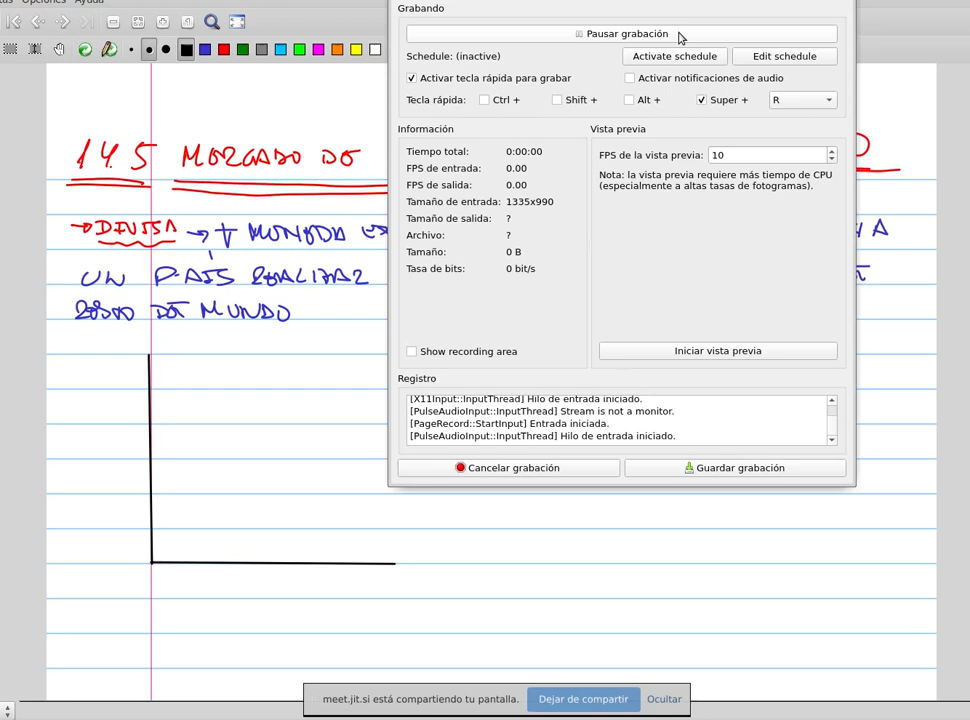 Opciones Ayuda
Grabando
Pausar grabación
Schedule: (inactive) Activate schedule Edit schedule
Activar tecla rápida para grabar Activar notificaciones de audio
Tecla rápida: Ctrl + Shift + Alt + Super + R
Información
Tiempo total: 0:00:00
FPS de entrada: 0.00
FPS de salida: 0.00
Tamaño de entrada: 1335x990
Tamaño de salida: ?
Archivo: ?
Tamaño: 0 B
Tasa de bits: 0 bit/s
Show recording area
Vista previa
FPS de la vista previa: 10
Nota: la vista previa requiere más tiempo de CPU
(especialmente a altas tasas de fotogramas).
Iniciar vista previa
Registro
[X11Input::InputThread] Hilo de entrada iniciado.
[PulseAudioInput::InputThread] Stream is not a monitor.
[PageRecord::StartInput] Entrada iniciada.
[PulseAudioInput::InputThread] Hilo de entrada iniciado.
Cancelar grabación Guardar grabación
14.5 MERCADO DE
→ DIVISA → MONEDA
UN PAIS REALIZAZ
DE MUNDO
meet.jit.si está compartiendo tu pantalla. Dejar de compartir Ocultar